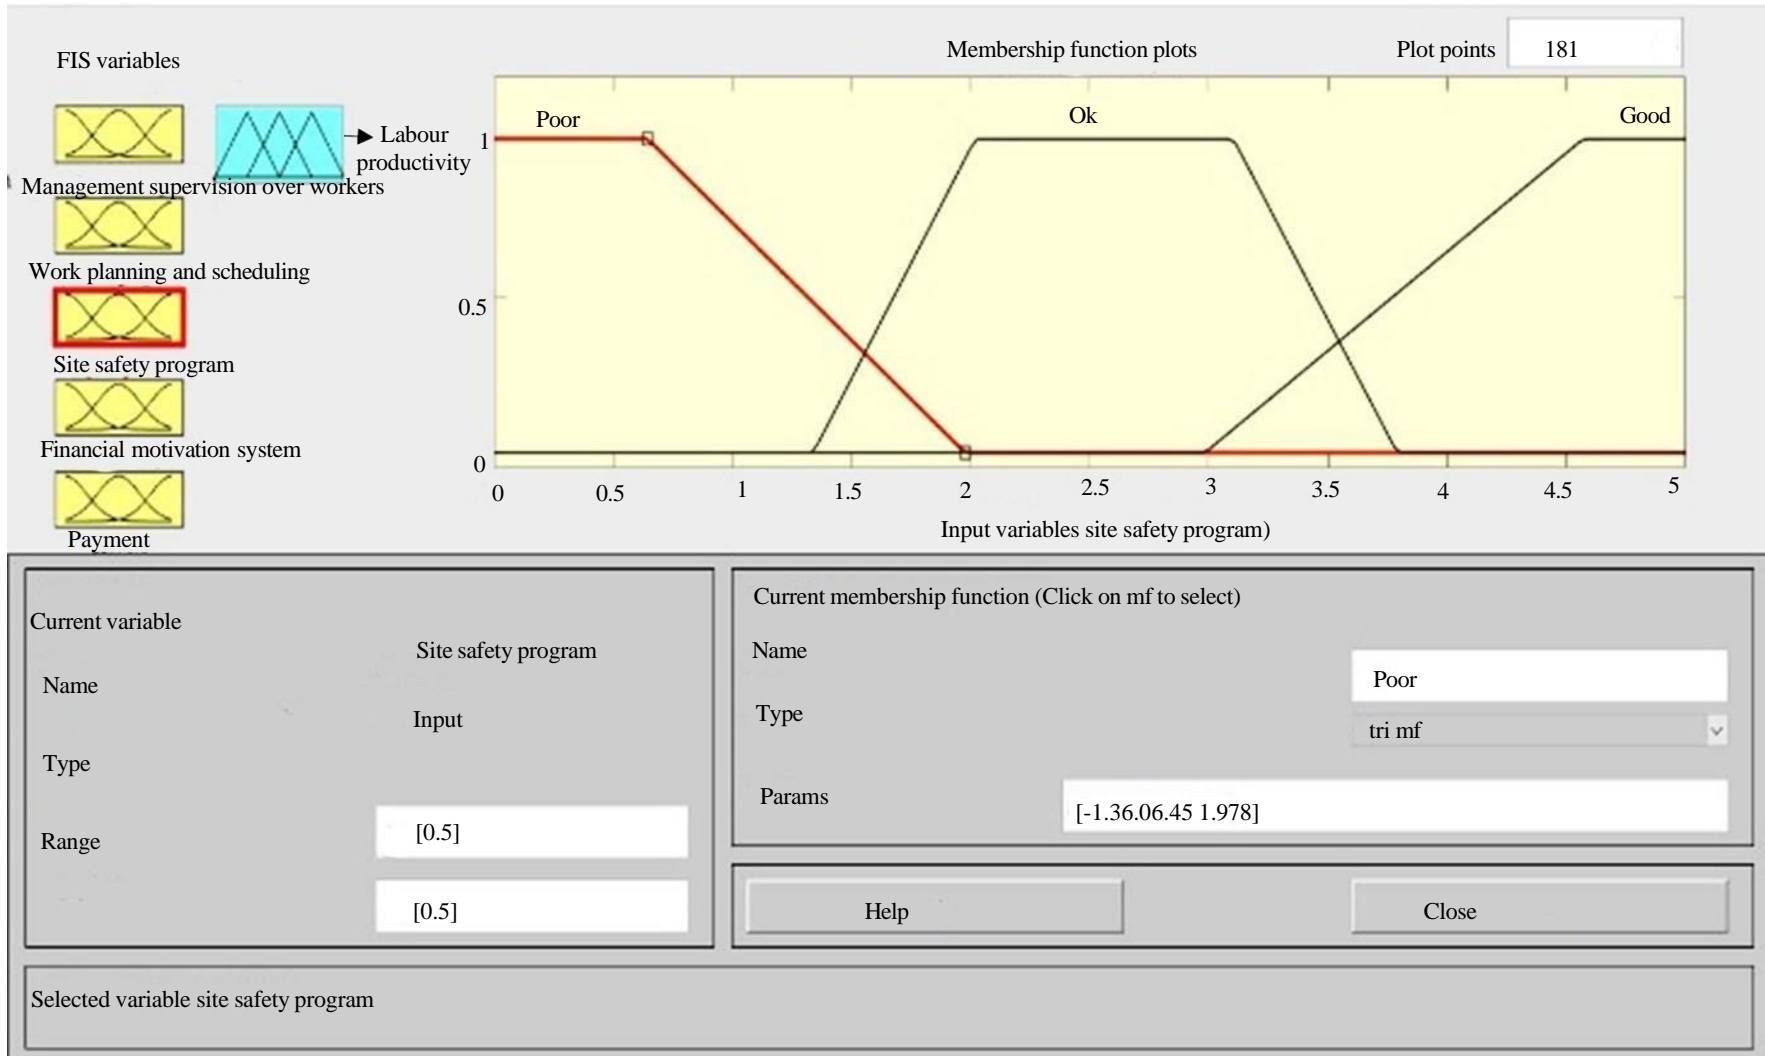 FIS variables
Membership function plots
Plot points
181
Labour
productivity
Management supervision over workers
Work planning and scheduling
Site safety program
Financial motivation system
Payment
Poor
Ok
Good
1
0.5
0
0 0.5 1 1.5 2 2.5 3 3.5 4 4.5 5
Input variables site safety program)
Current variable
Name
Site safety program
Type
Input
Range
[0.5]
[0.5]
Current membership function (Click on mf to select)
Name
Poor
Type
tri mf
Params
[-1.36.06.45 1.978]
Help
Close
Selected variable site safety program